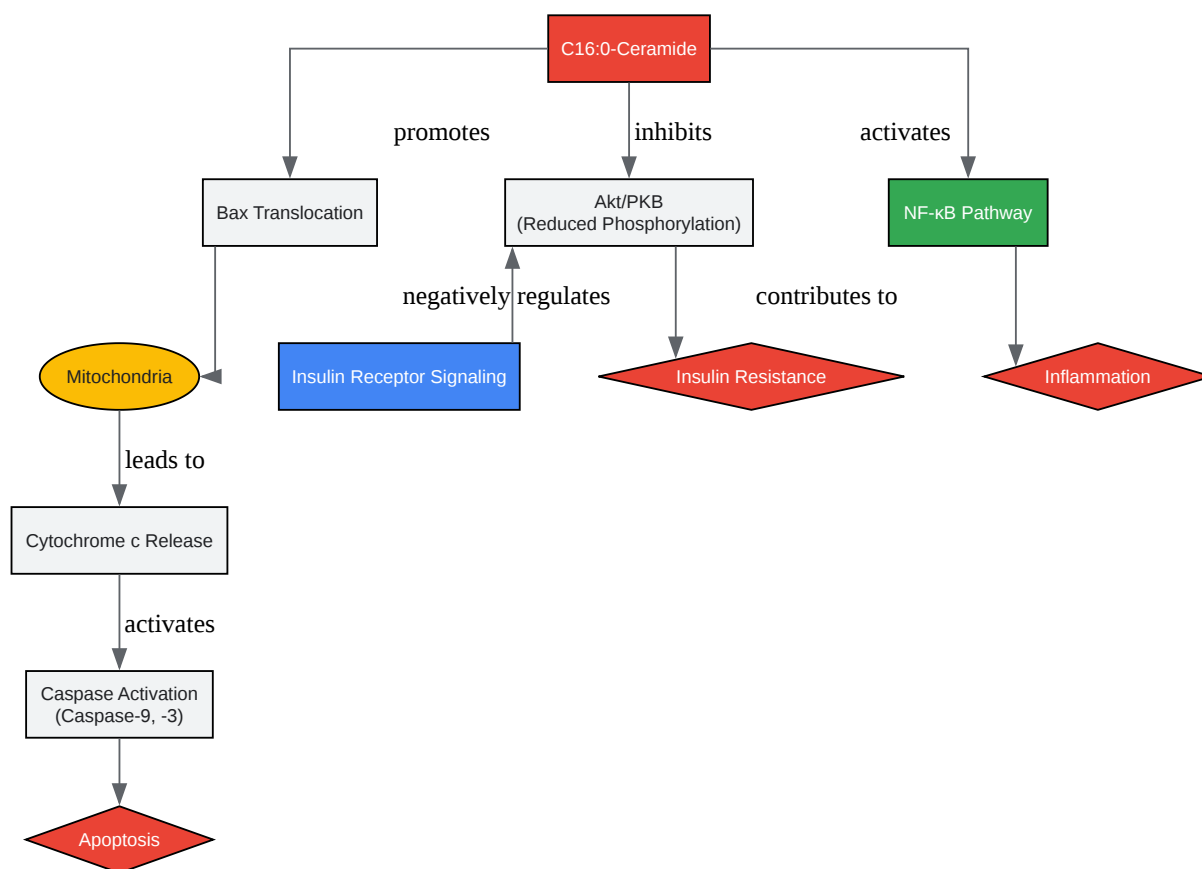 C16:0-Ceramide
promotes
inhibits
activates
Bax Translocation
Akt/PKB
(Reduced Phosphorylation)
NF-κB Pathway
negatively regulates
contributes to
Mitochondria
Insulin Receptor Signaling
Insulin Resistance
Inflammation
leads to
Cytochrome c Release
activates
Caspase Activation
(Caspase-9, -3)
Apoptosis